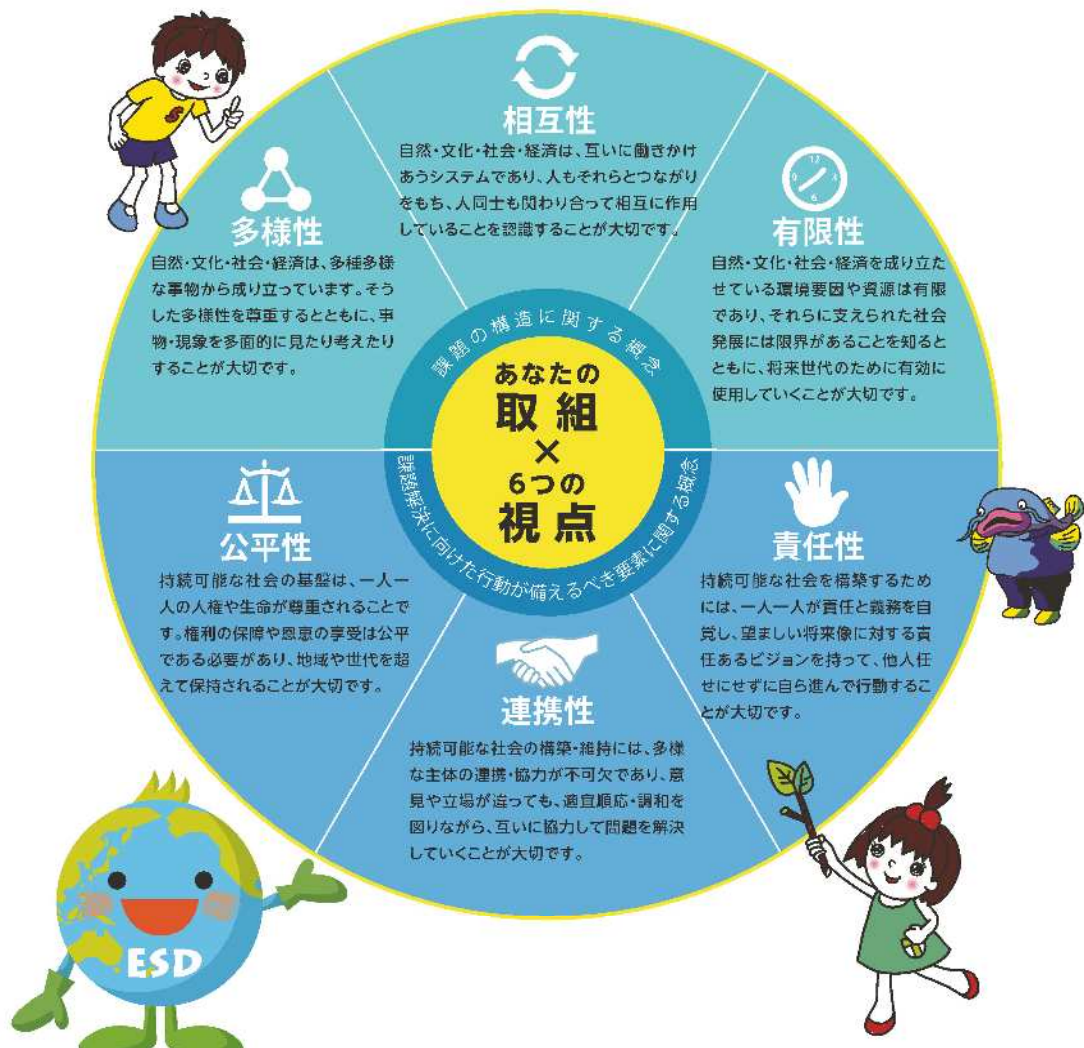 相互性
自然・文化・社会・経済は、互いに働きかけ
あうシステムであり、人もそれらとつながり
をもち、人同士も関わり合って相互に作用
していることを認識することが大切です。
多様性
自然・文化・社会・経済は、多種多様
な事物から成り立っています。そう
した多様性を尊重するとともに、事
物・現象を多面的に見たり考えたり
することが大切です。
有限性
自然・文化・社会・経済を成り立た
せている環境要因や資源は有限
であり、それらに支えられた社会
発展には限界があることを知ると
ともに、将来世代のために有効に
使用していくことが大切です。
12
3
6
9
課題の構造に関する概念
あなたの
取組
×
6つの
視点
課題解決に向けた行動が備えるべき要素に関する概念
公平性
持続可能な社会の基盤は、一人一
人の人権や生命が尊重されることで
す。権利の保障や恩恵の享受は公平
である必要があり、地域や世代を超
えて保持されることが大切です。
責任性
持続可能な社会を構築するため
には、一人一人が責任と義務を自
覚し、望ましい将来像に対する責
任あるビジョンを持って、他人任
せにせずに自ら進んで行動するこ
とが大切です。
連携性
持続可能な社会の構築・維持には、多様
な主体の連携・協力が不可欠であり、意
見や立場が違っても、適宜順応・調和を
図りながら、互いに協力して問題を解決
していくことが大切です。
S
ESD